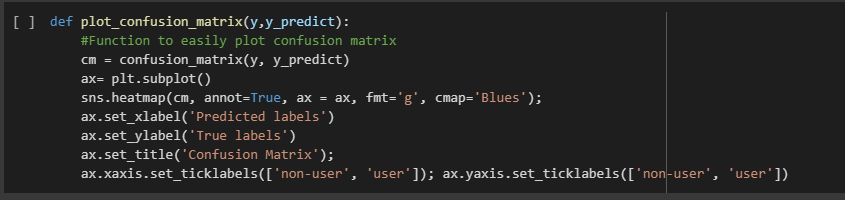 [ ] def plot_confusion_matrix(y,y_predict):
#Function to easily plot confusion matrix
cm = confusion_matrix(y, y_predict)
ax= plt.subplot()
sns.heatmap(cm, annot=True, ax = ax, fmt='g', cmap='Blues');
ax.set_xlabel('Predicted labels')
ax.set_ylabel('True labels')
ax.set_title('Confusion Matrix');
ax.xaxis.set_ticklabels(['non-user', 'user']); ax.yaxis.set_ticklabels(['non-user', 'user'])